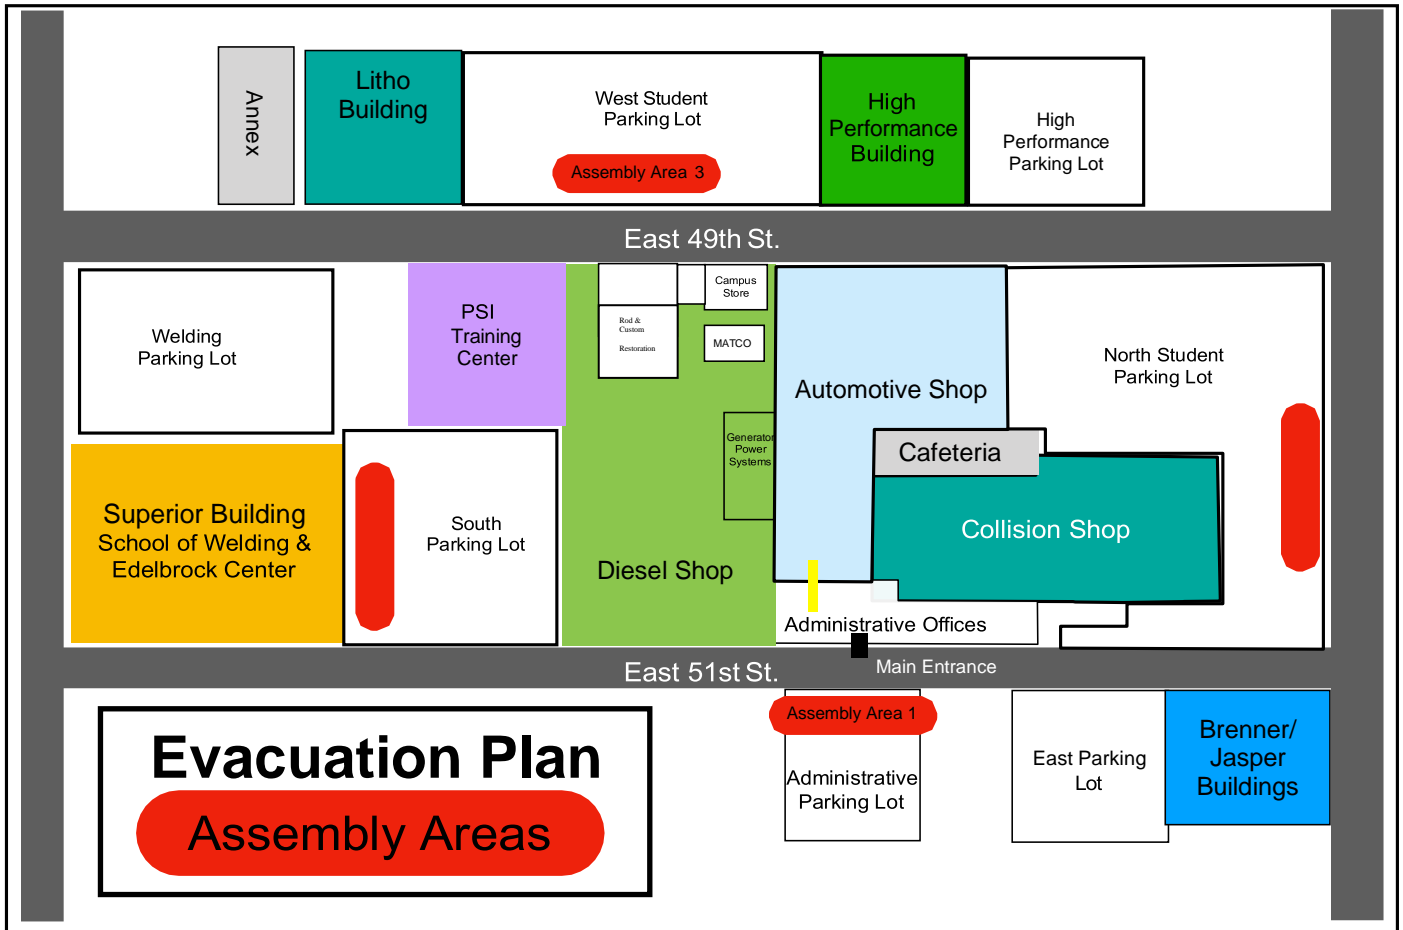 Annex
Litho
Building
West Student
Parking Lot
Assembly Area 3
High
Performance
Building
High
Performance
Parking Lot
East 49th St.
Welding
Parking Lot
PSI
Training
Center
Rod &
Custom
Restoration
Campus
Store
MATCO
Automotive Shop
North Student
Parking Lot
Generator
Power
Systems
Cafeteria
Superior Building
School of Welding &
Edelbrock Center
South
Parking Lot
Diesel Shop
Collision Shop
Administrative Offices
East 51st St.
Main Entrance
Evacuation Plan
Assembly Areas
Assembly Area 1
Administrative
Parking Lot
East Parking
Lot
Brenner/
Jasper
Buildings